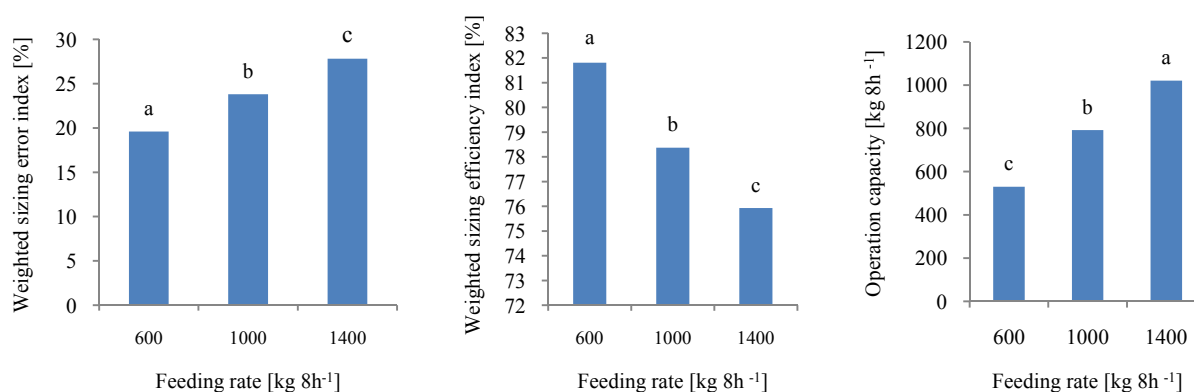 Weighted sizing error index [%]
30
25
20
15
10
5
0
a
b
c
600 1000 1400
Feeding rate [kg 8h-1]
Weighted sizing efficiency index [%]
83
82
81
80
79
78
77
76
75
74
73
72
a
b
c
600 1000 1400
Feeding rate [kg 8h -1]
Operation capacity [kg 8h -1]
1200
1000
800
600
400
200
0
c
b
a
600 1000 1400
Feeding rate [kg 8h -1]